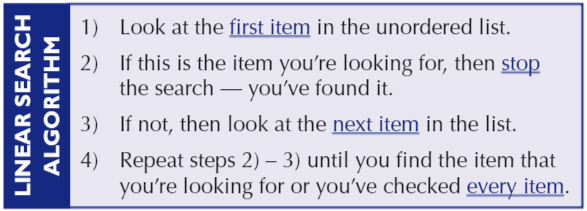 LINEAR SEARCH
ALGORITHM
1) Look at the first item in the unordered list.
2) If this is the item you’re looking for, then stop
the search — you’ve found it.
3) If not, then look at the next item in the list.
4) Repeat steps 2) – 3) until you find the item that
you’re looking for or you’ve checked every item.